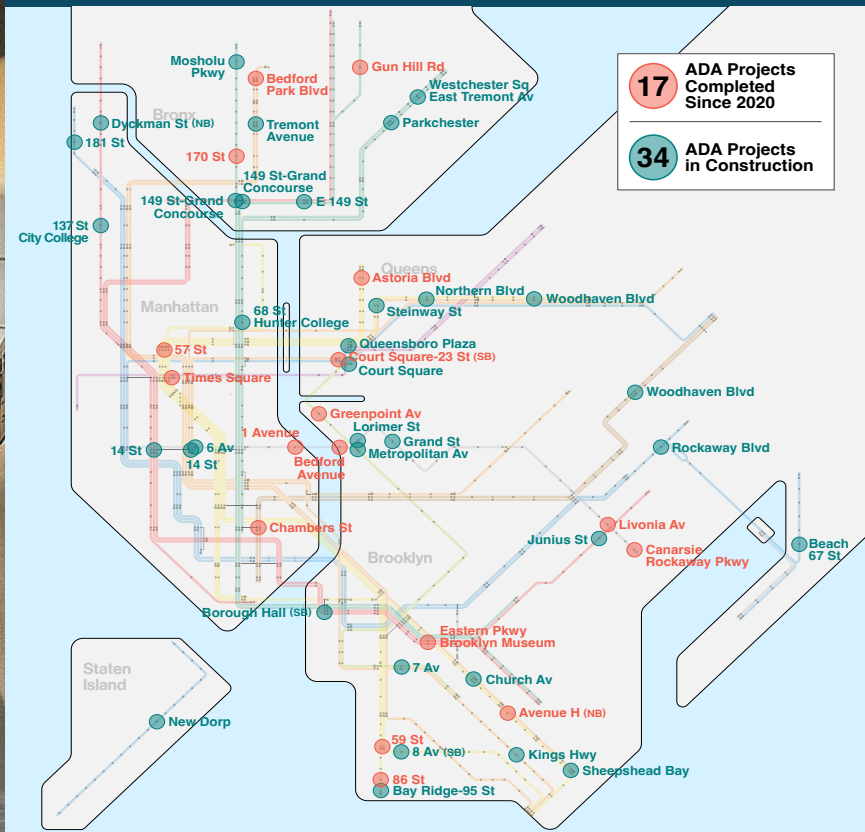 Mosholu
Pkwy
Bedford
Park Blvd
Gun Hill Rd
17
ADA Projects
Completed
Since 2020
34
ADA Projects
in Construction
Westchester Sq
East Tremont Av
Bronx
Dyckman St (NB)
Tremont
Avenue
Parkchester
181 St
170 St
149 St-Grand
Concourse
149 St-Grand
Concourse
E 149 St
137 St
City College
Queens
Astoria Blvd
Manhattan
Northern Blvd
Woodhaven Blvd
Steinway St
68 St
Hunter College
57 St
Queensboro Plaza
Court Square-23 St (SB)
Court Square
Times Square
Woodhaven Blvd
Greenpoint Av
1 Avenue
Lorimer St
Grand St
Metropolitan Av
14 St
6 Av
14 St
Bedford
Avenue
Rockaway Blvd
Chambers St
Livonia Av
Junius St
Canarsie
Rockaway Pkwy
Beach
67 St
Brooklyn
Borough Hall (SB)
Eastern Pkwy
Brooklyn Museum
Staten
Island
7 Av
Church Av
New Dorp
Avenue H (NB)
59 St
8 Av (SB)
Kings Hwy
Sheepshead Bay
86 St
Bay Ridge-95 St